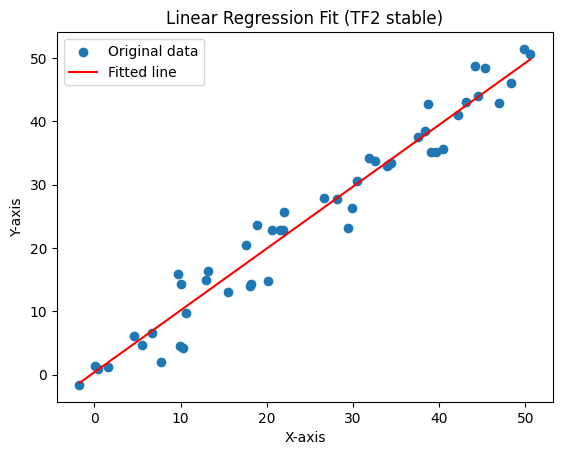 Linear Regression Fit (TF2 stable)
Original data
Fitted line
Y-axis
50
40
30
20
10
0
0 10 20 30 40 50
X-axis